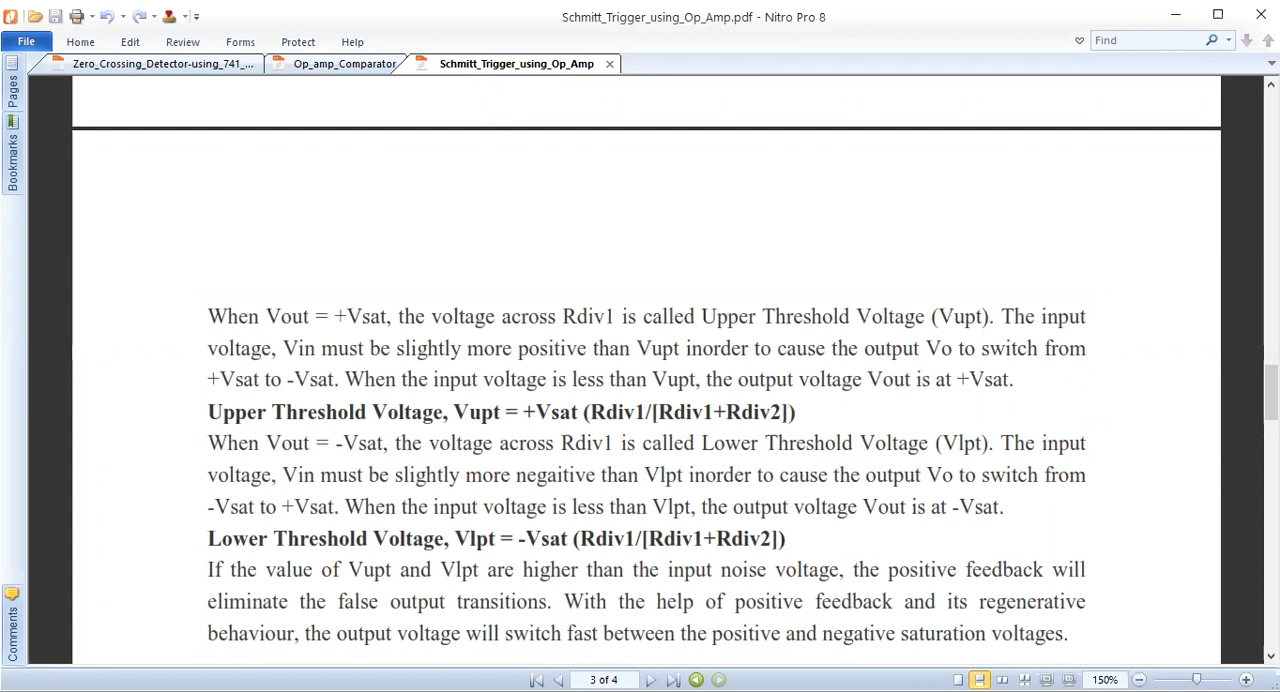 Schmitt_Trigger_using_Op_Amp.pdf - Nitro Pro 8
File Home Edit Review Forms Protect Help Find
Zero_Crossing_Detector-using_741_... Op_amp_Comparator Schmitt_Trigger_using_Op_Amp
Pages
Bookmarks
When Vout = +Vsat, the voltage across Rdiv1 is called Upper Threshold Voltage (Vupt). The input
voltage, Vin must be slightly more positive than Vupt inorder to cause the output Vo to switch from
+Vsat to -Vsat. When the input voltage is less than Vupt, the output voltage Vout is at +Vsat.
Upper Threshold Voltage, Vupt = +Vsat (Rdiv1/[Rdiv1+Rdiv2])
When Vout = -Vsat, the voltage across Rdiv1 is called Lower Threshold Voltage (Vlpt). The input
voltage, Vin must be slightly more negaitive than Vlpt inorder to cause the output Vo to switch from
-Vsat to +Vsat. When the input voltage is less than Vlpt, the output voltage Vout is at -Vsat.
Lower Threshold Voltage, Vlpt = -Vsat (Rdiv1/[Rdiv1+Rdiv2])
If the value of Vupt and Vlpt are higher than the input noise voltage, the positive feedback will
eliminate the false output transitions. With the help of positive feedback and its regenerative
behaviour, the output voltage will switch fast between the positive and negative saturation voltages.
Comments
3 of 4 150%